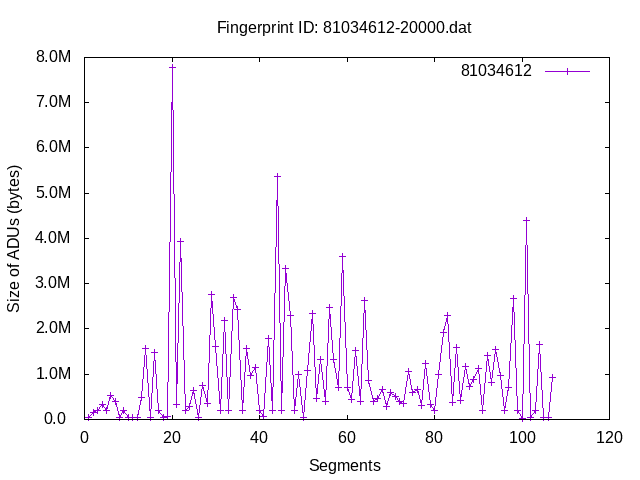 Fingerprint ID: 81034612-20000.dat
81034612
8.0M
7.0M
6.0M
5.0M
4.0M
3.0M
2.0M
1.0M
0.0
Size of ADUs (bytes)
0 20 40 60 80 100 120
Segments